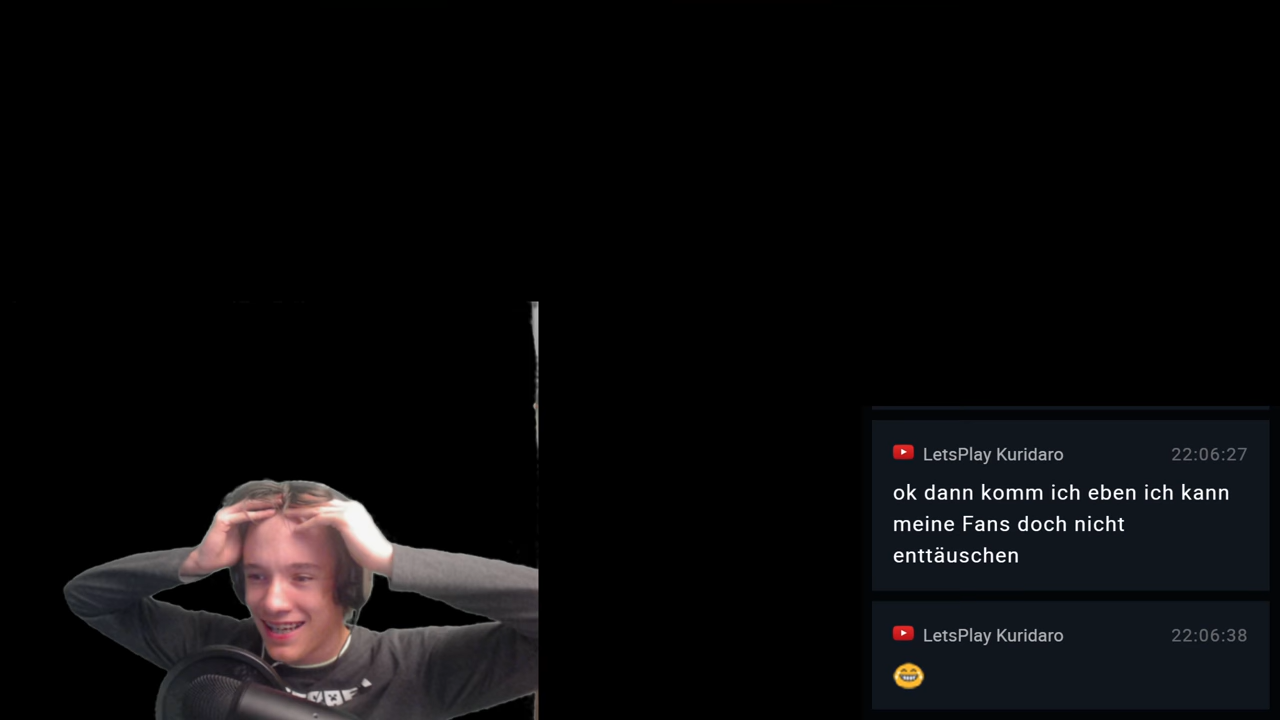 LetsPlay Kuridaro 22:06:27
ok dann komm ich eben ich kann
meine Fans doch nicht
enttäuschen
LetsPlay Kuridaro 22:06:38